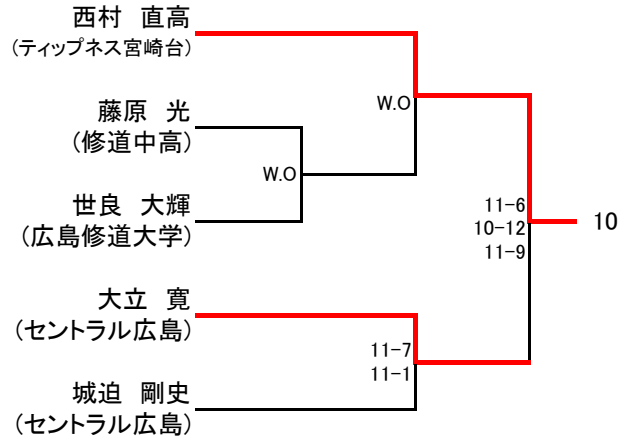 西村 直高
(ティップネス宮崎台)
W.O
藤原 光
(修道中高)
W.O
世良 大輝
(広島修道大学)
11-6
10-12
11-9
10
大立 寛
(セントラル広島)
11-7
11-1
城迫 剛史
(セントラル広島)